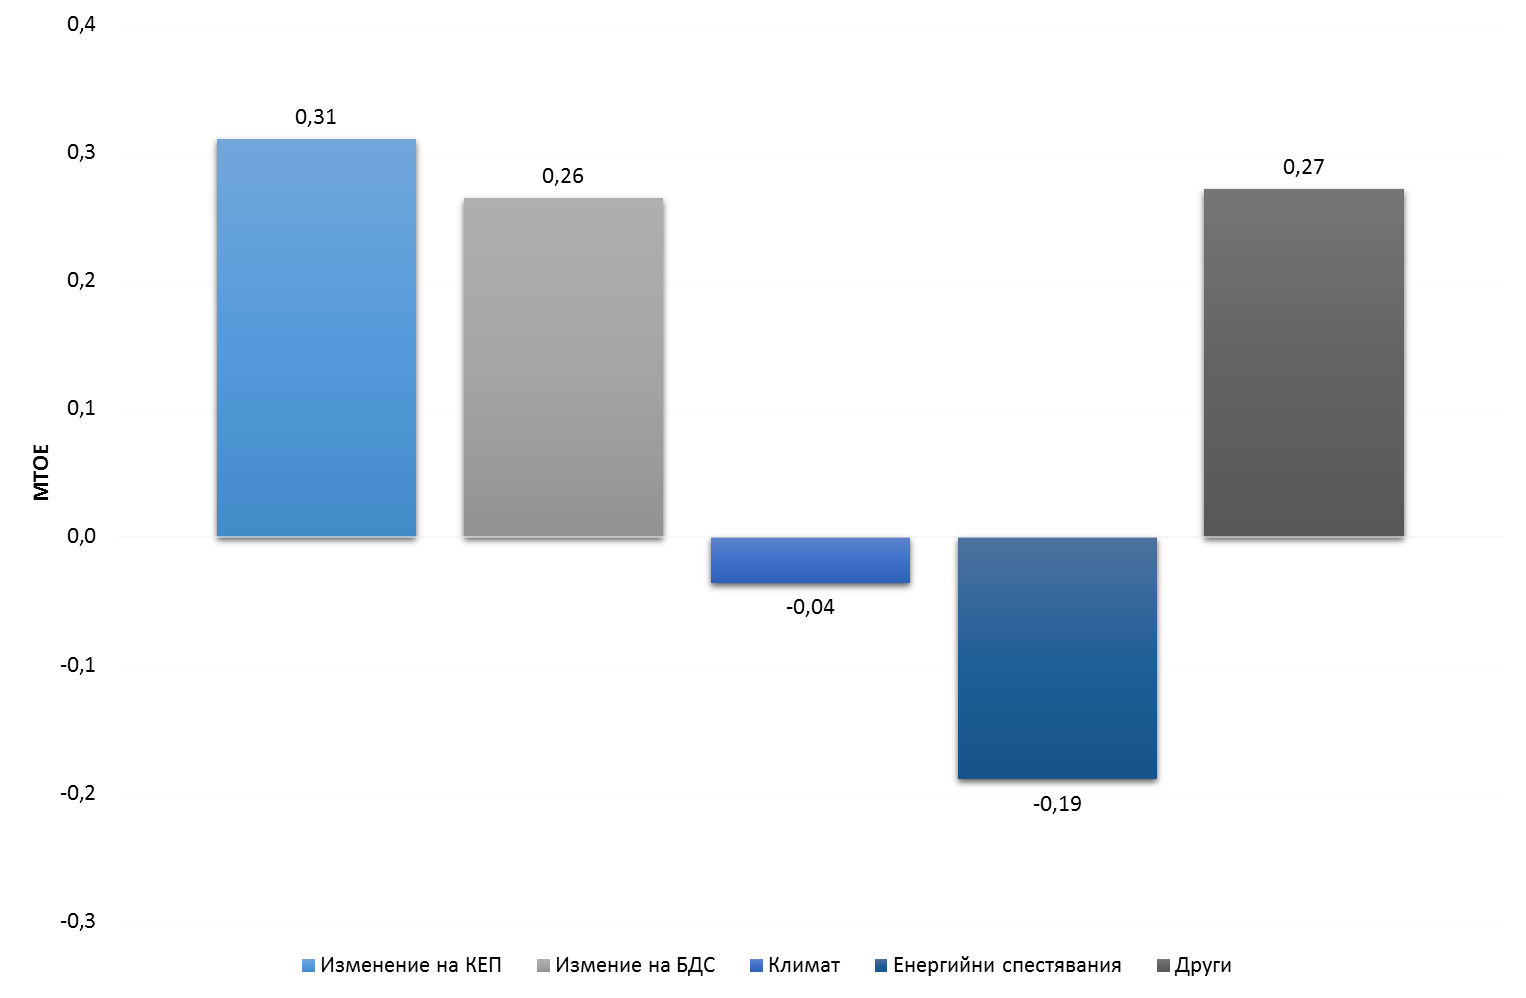 0,4
0,3
0,2
0,1
0,0
-0,1
-0,2
-0,3
MTOE
0,31
0,26
-0,04
-0,19
0,27
Изменение на КЕП
Измение на БДС
Климат
Енергийни спестявания
Други